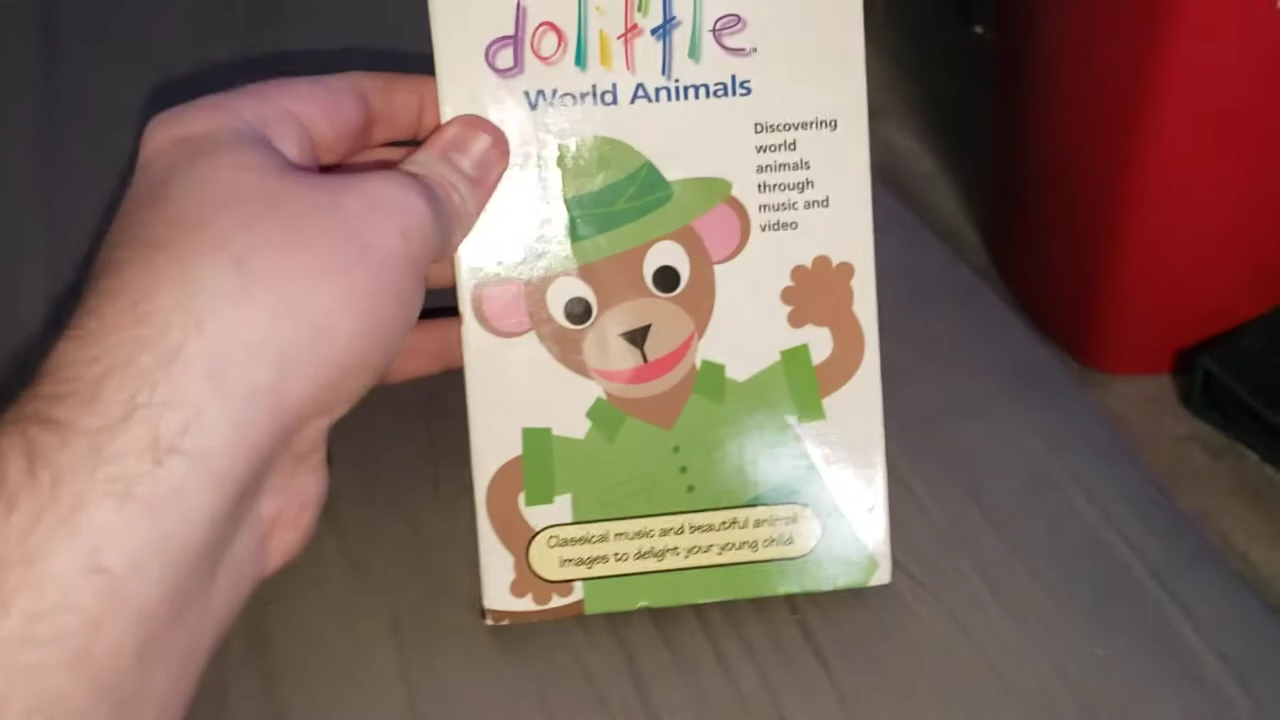 dolittle™
World Animals
Discovering
world
animals
through
music and
video
Classical music and beautiful animal
images to delight your young child